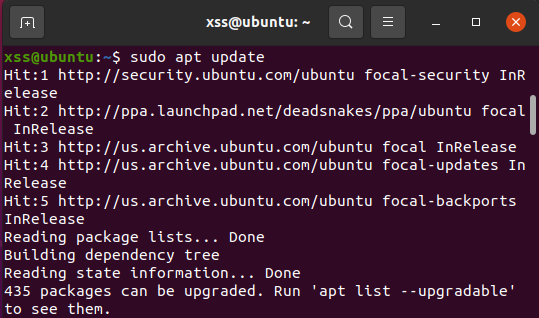 xss@ubuntu: ~
xss@ubuntu:~$ sudo apt update
Hit:1 http://security.ubuntu.com/ubuntu focal-security InR
elease
Hit:2 http://ppa.launchpad.net/deadsnakes/ppa/ubuntu focal
 InRelease
Hit:3 http://us.archive.ubuntu.com/ubuntu focal InRelease
Hit:4 http://us.archive.ubuntu.com/ubuntu focal-updates In
Release
Hit:5 http://us.archive.ubuntu.com/ubuntu focal-backports
InRelease
Reading package lists... Done
Building dependency tree
Reading state information... Done
435 packages can be upgraded. Run 'apt list --upgradable'
to see them.